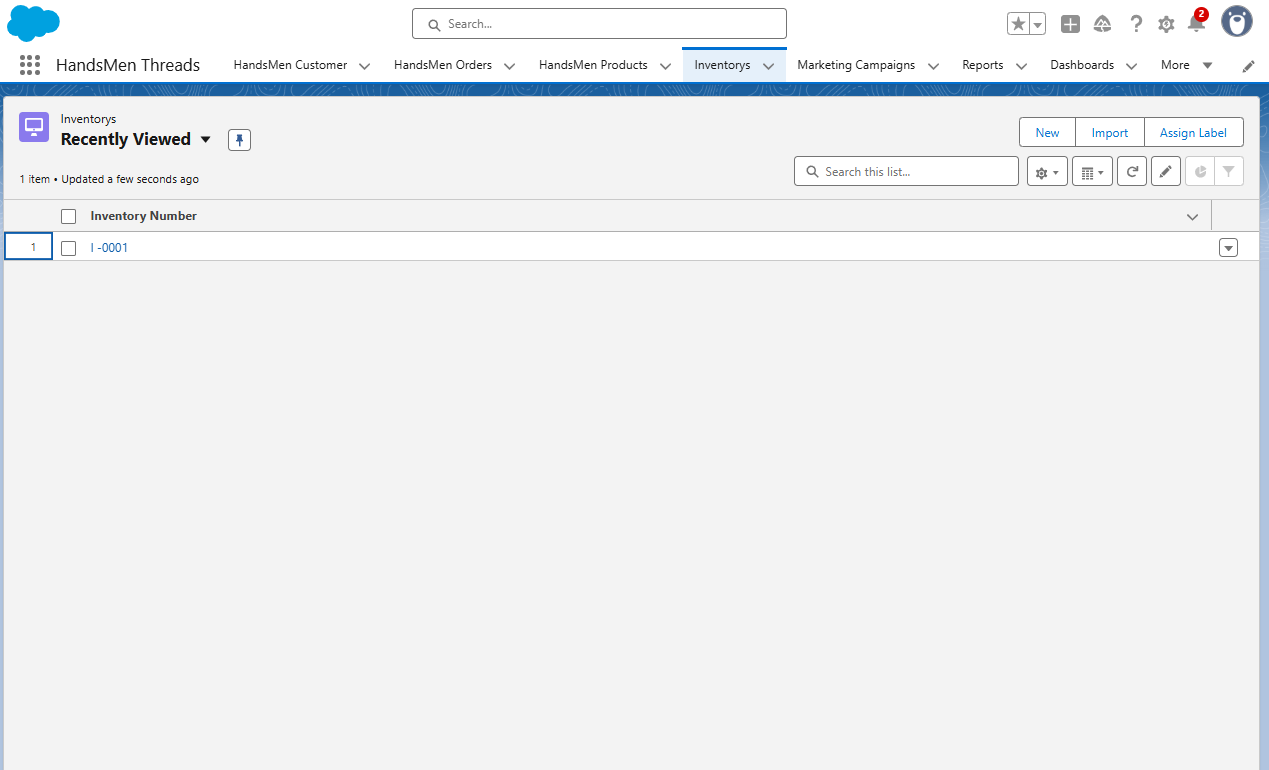 Search...
2
HandsMen Threads
HandsMen Customer
HandsMen Orders
HandsMen Products
Inventorys
Marketing Campaigns
Reports
Dashboards
More
Inventorys
Recently Viewed
New
Import
Assign Label
1 item • Updated a few seconds ago
Search this list...
Inventory Number
1
I -0001